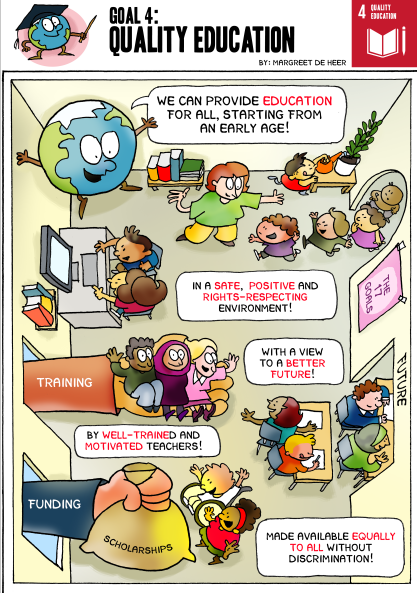 GOAL 4:
QUALITY EDUCATION
BY: MARGREET DE HEER
4 QUALITY
EDUCATION
WE CAN PROVIDE EDUCATION
FOR ALL, STARTING FROM
AN EARLY AGE!
IN A SAFE, POSITIVE AND
RIGHTS-RESPECTING
ENVIRONMENT!
THE
17
GOALS
WITH A VIEW
TO A BETTER
FUTURE!
FUTURE
TRAINING
BY WELL-TRAINED AND
MOTIVATED TEACHERS!
FUNDING
SCHOLARSHIPS
MADE AVAILABLE EQUALLY
TO ALL WITHOUT
DISCRIMINATION!